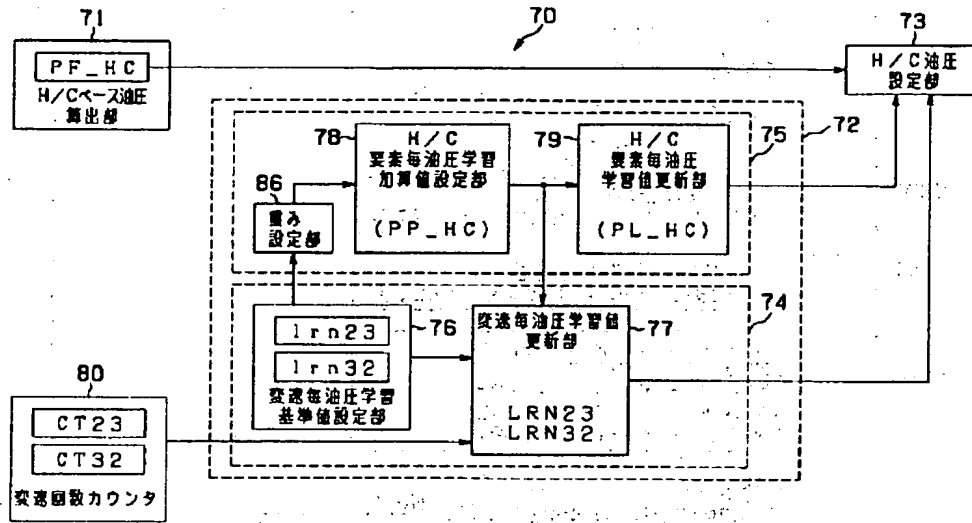 70
71
PF_HC
H/Cベース油圧
算出部
73
H/C油圧
設定部
72
75
78
H/C
要素毎油圧学習
加算値設定部
(PP_HC)
79
H/C
要素毎油圧
学習値更新部
(PL_HC)
86
重み
設定部
74
76
lrn23
lrn32
変速毎油圧学習
基準値設定部
77
変速毎油圧学習値
更新部
LRN23
LRN32
80
CT23
CT32
変速回数カウンタ